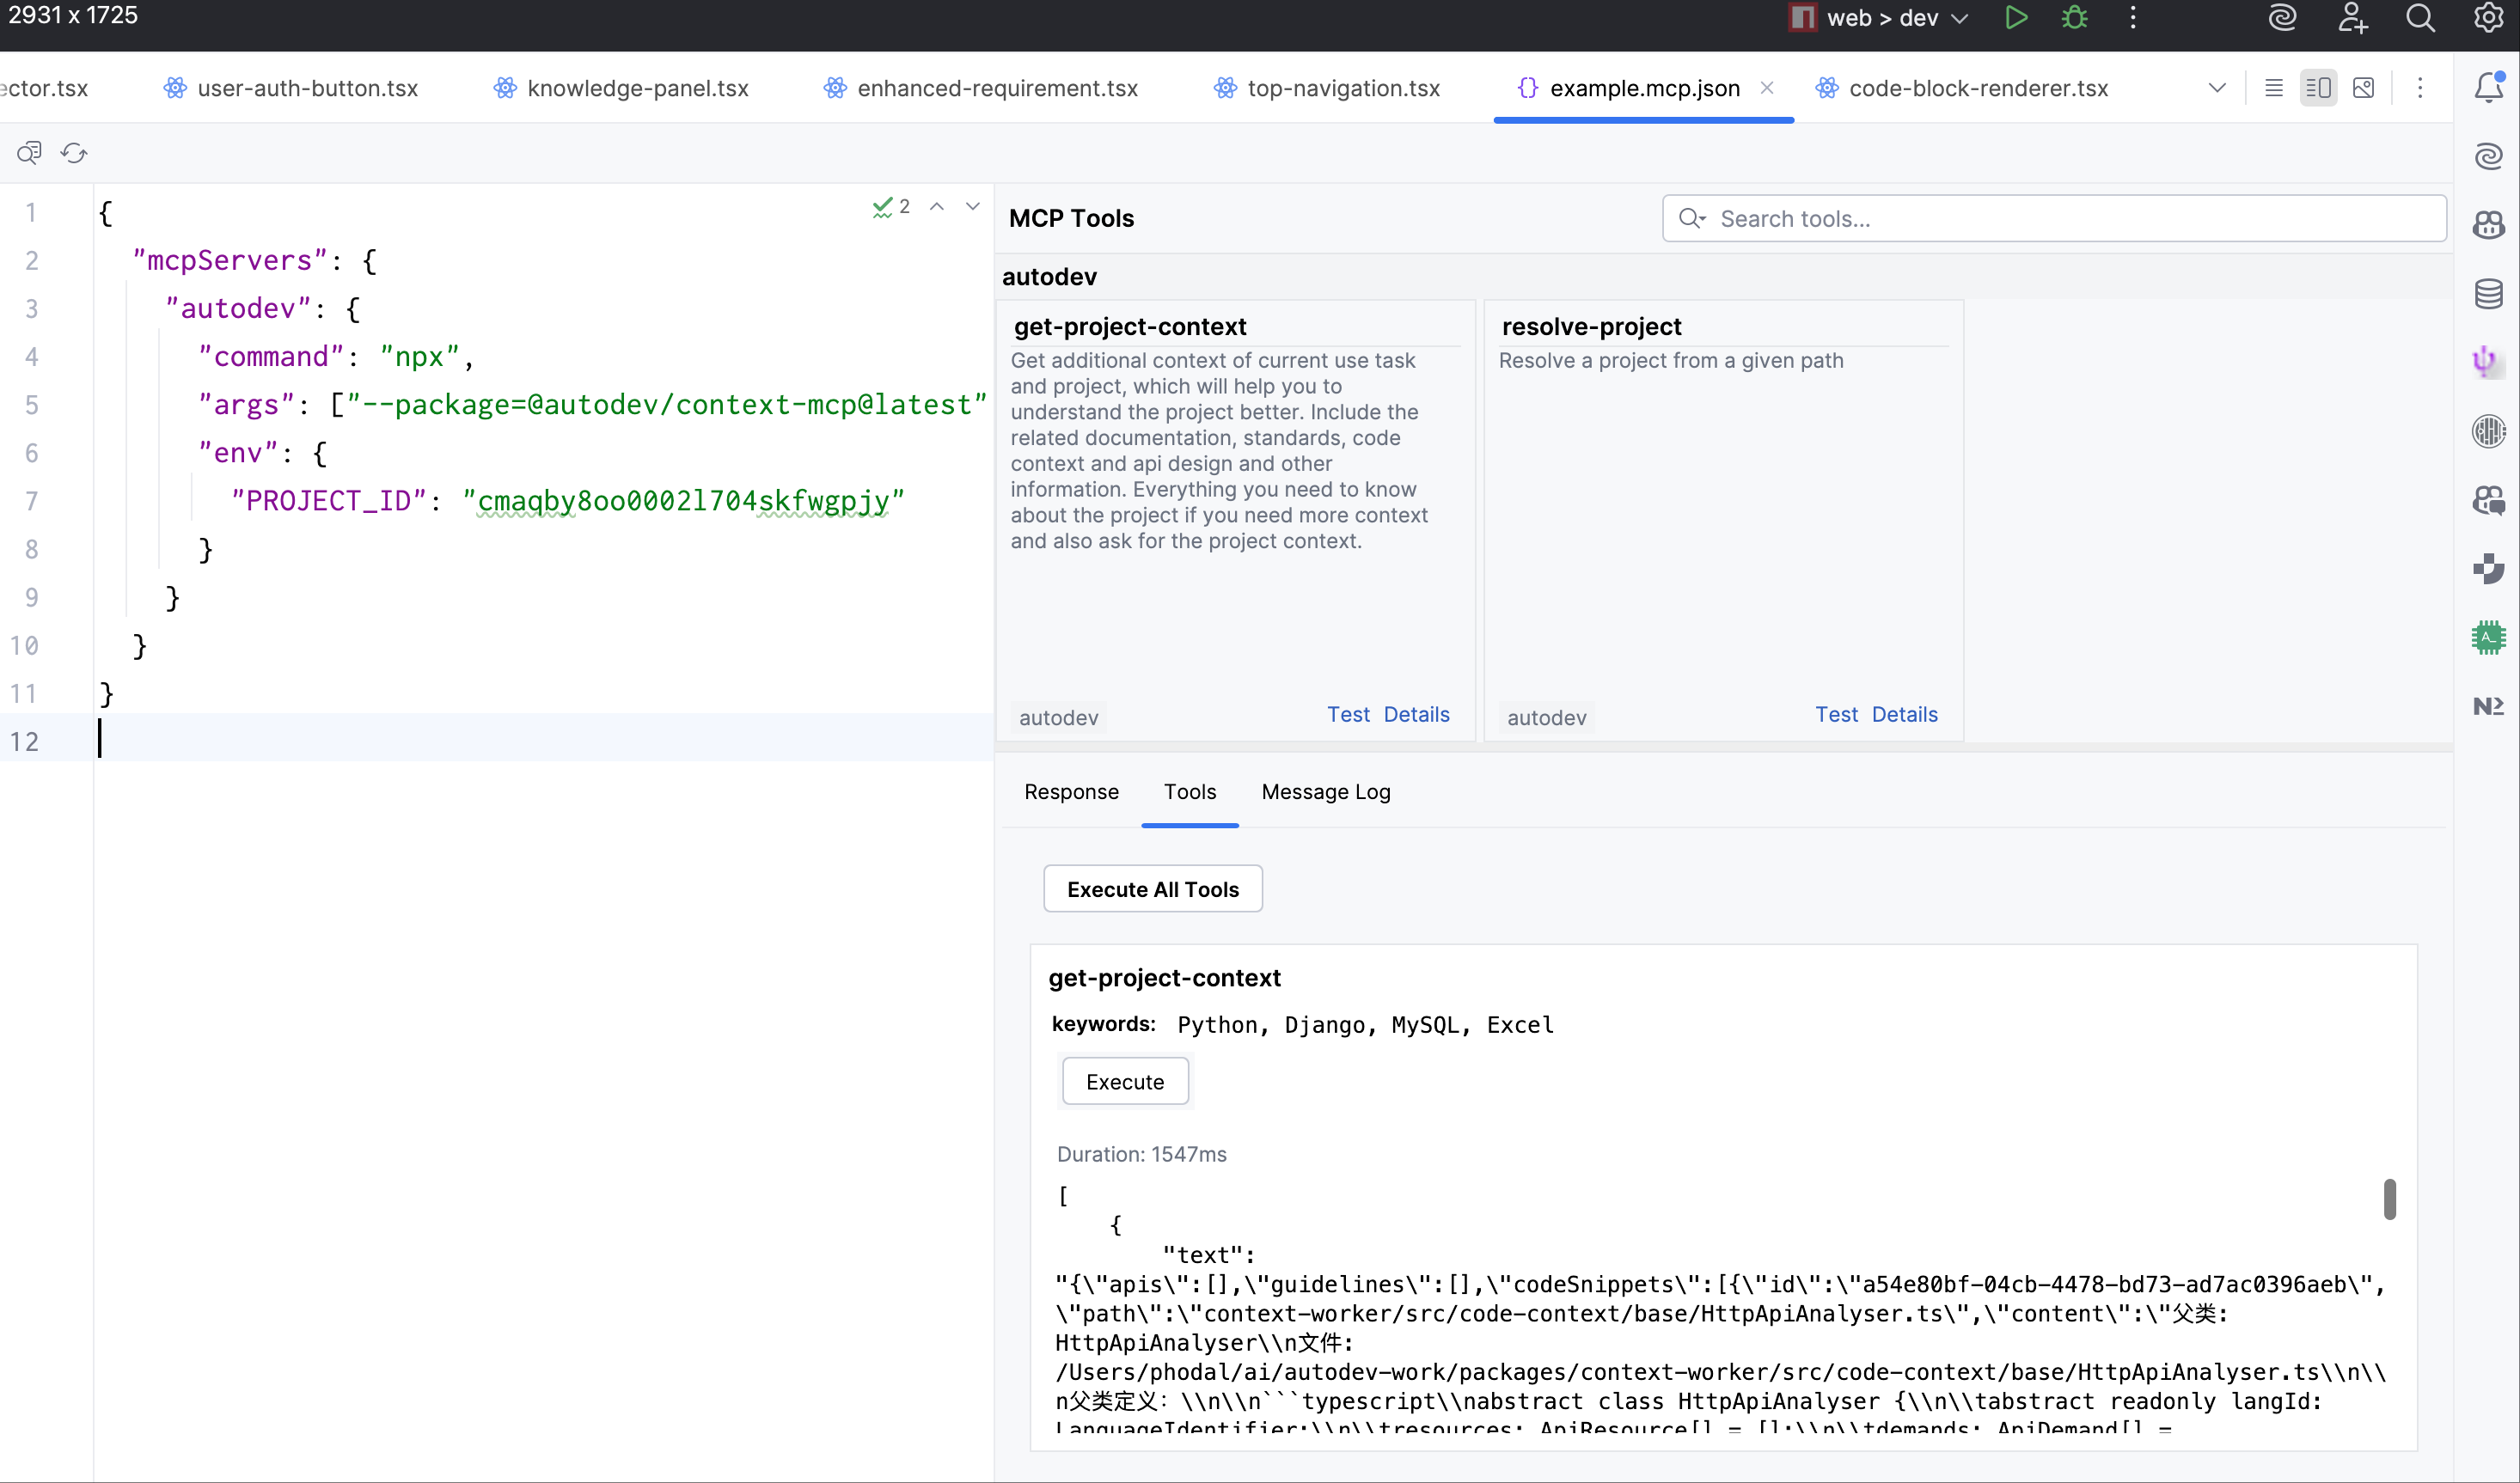 2931 x 1725
web > dev
ector.tsx
user-auth-button.tsx
knowledge-panel.tsx
enhanced-requirement.tsx
top-navigation.tsx
{} example.mcp.json
code-block-renderer.tsx
1 {
2 "mcpServers": {
3 "autodev": {
4 "command": "npx",
5 "args": ["--package=@autodev/context-mcp@latest"
6 "env": {
7 "PROJECT_ID": "cmaqby8oo0002l704skfwgpjy"
8 }
9 }
10 }
11 }
12
2
MCP Tools
Search tools...
autodev
get-project-context
Get additional context of current use task
and project, which will help you to
understand the project better. Include the
related documentation, standards, code
context and api design and other
information. Everything you need to know
about the project if you need more context
and also ask for the project context.
autodev
Test Details
resolve-project
Resolve a project from a given path
autodev
Test Details
Response
Tools
Message Log
Execute All Tools
get-project-context
keywords: Python, Django, MySQL, Excel
Execute
Duration: 1547ms
[
{
"text":
"{\"apis\":[],\"guidelines\":[],\"codeSnippets\":[{\"id\":\"a54e80bf-04cb-4478-bd73-ad7ac0396aeb\",
\"path\":\"context-worker/src/code-context/base/HttpApiAnalyser.ts\",\"content\":\"父类:
HttpApiAnalyser\\n文件:
/Users/phodal/ai/autodev-work/packages/context-worker/src/code-context/base/HttpApiAnalyser.ts\\n\\
n父类定义：\\n\\n```typescript\\nabstract class HttpApiAnalyser {\\n\\tabstract readonly langId:
LanguageIdentifier;\\n\\tresources: ApiResource[] = [];\\n\\tdemands: ApiDemand[] =